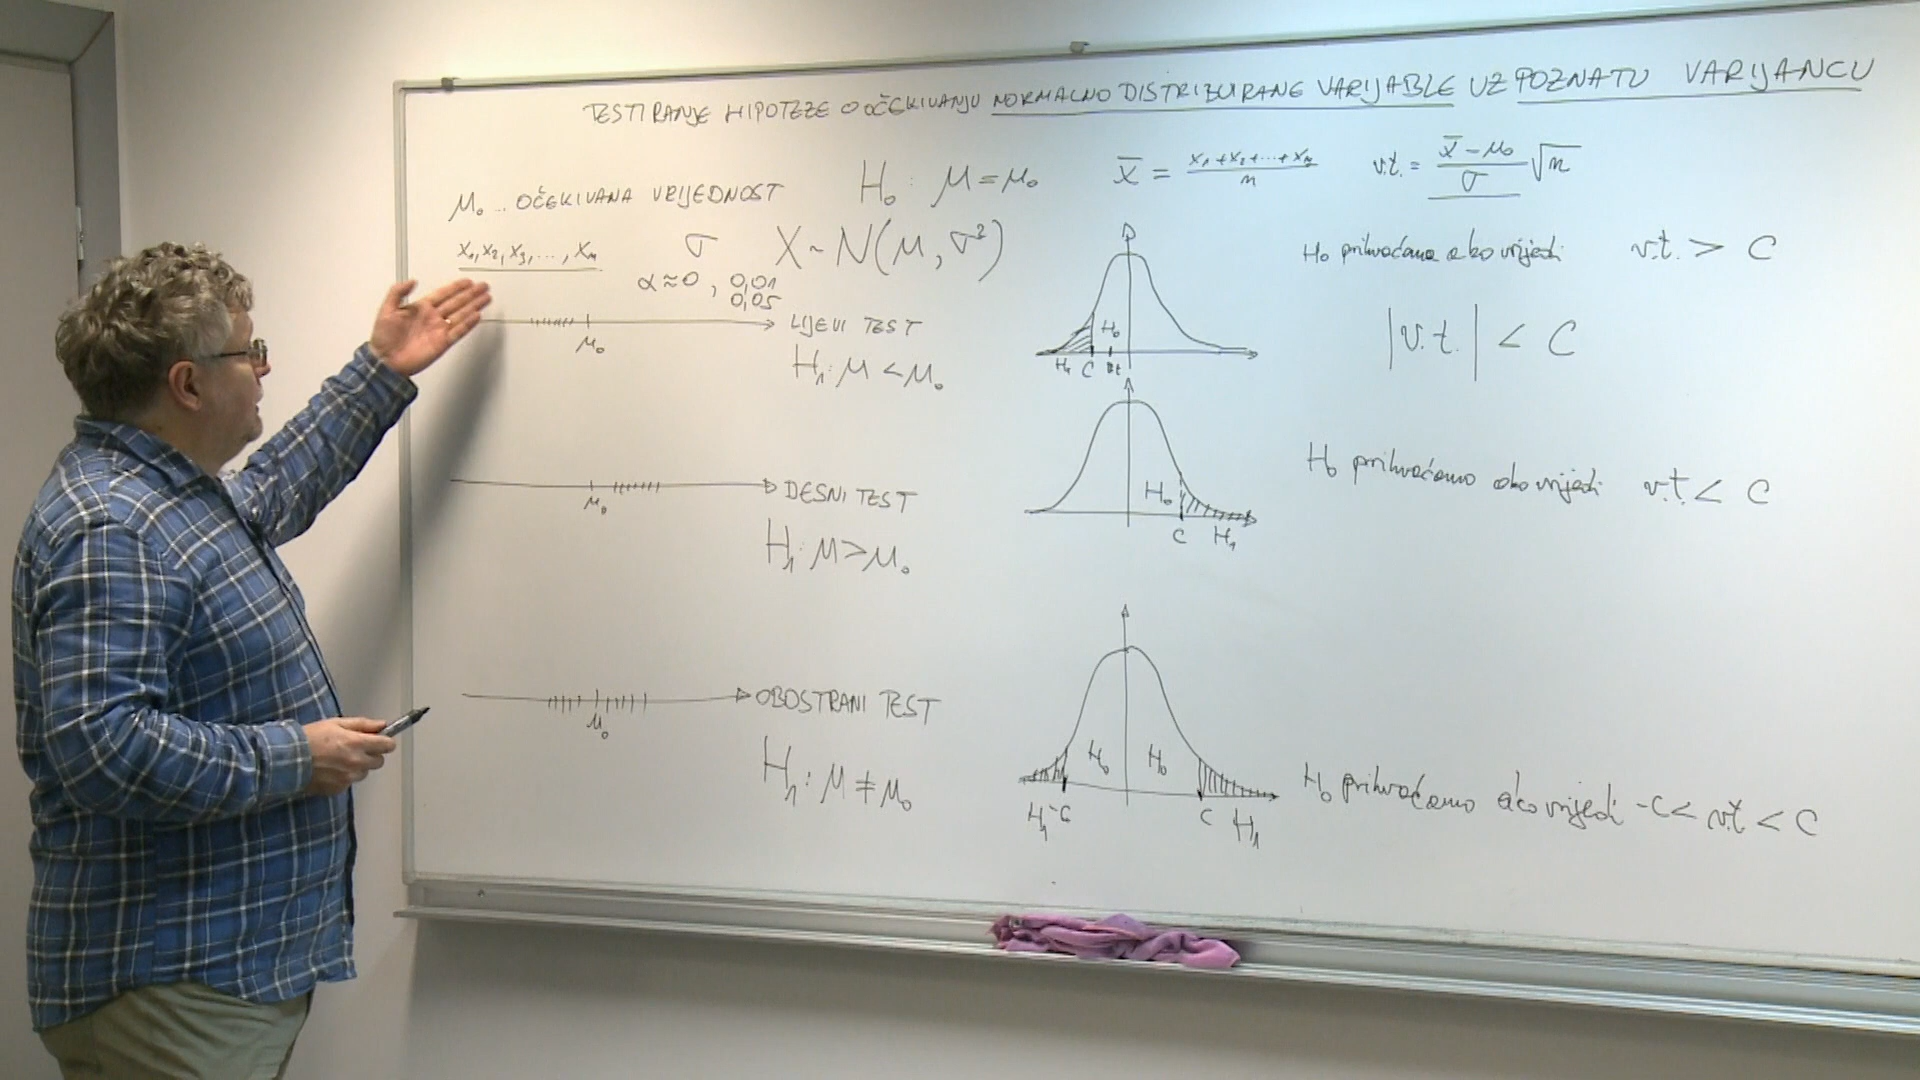 TESTIRANJE HIPOTEZE O OČEKIVANJU NORMALNO DISTRIBUIRANE VARIJABLE UZ POZNATU VARIJANCU
μ₀ ... OČEKIVANA VRIJEDNOST
H₀: μ = μ₀
x̄ = (x₁ + x₂ + ... + xₙ) / n
v.t. = (x̄ - μ₀) / σ √n
x₁, x₂, x₃, ..., xₙ
σ
X ~ N(μ, σ²)
α ≈ 0, 0,01
0,05
μ₀
LIJEVI TEST
H₁: μ < μ₀
H₀
H₁ C v.t
H₀ prihvaćamo ako vrijedi v.t. > C
|v.t.| < C
μ₀
DESNI TEST
H₁: μ > μ₀
H₀
C H₁
H₀ prihvaćamo ako vrijedi v.t. < C
μ₀
OBOSTRANI TEST
H₁: μ ≠ μ₀
H₀ H₀
H₁ -C C H₁
H₀ prihvaćamo ako vrijedi -C < v.t < C